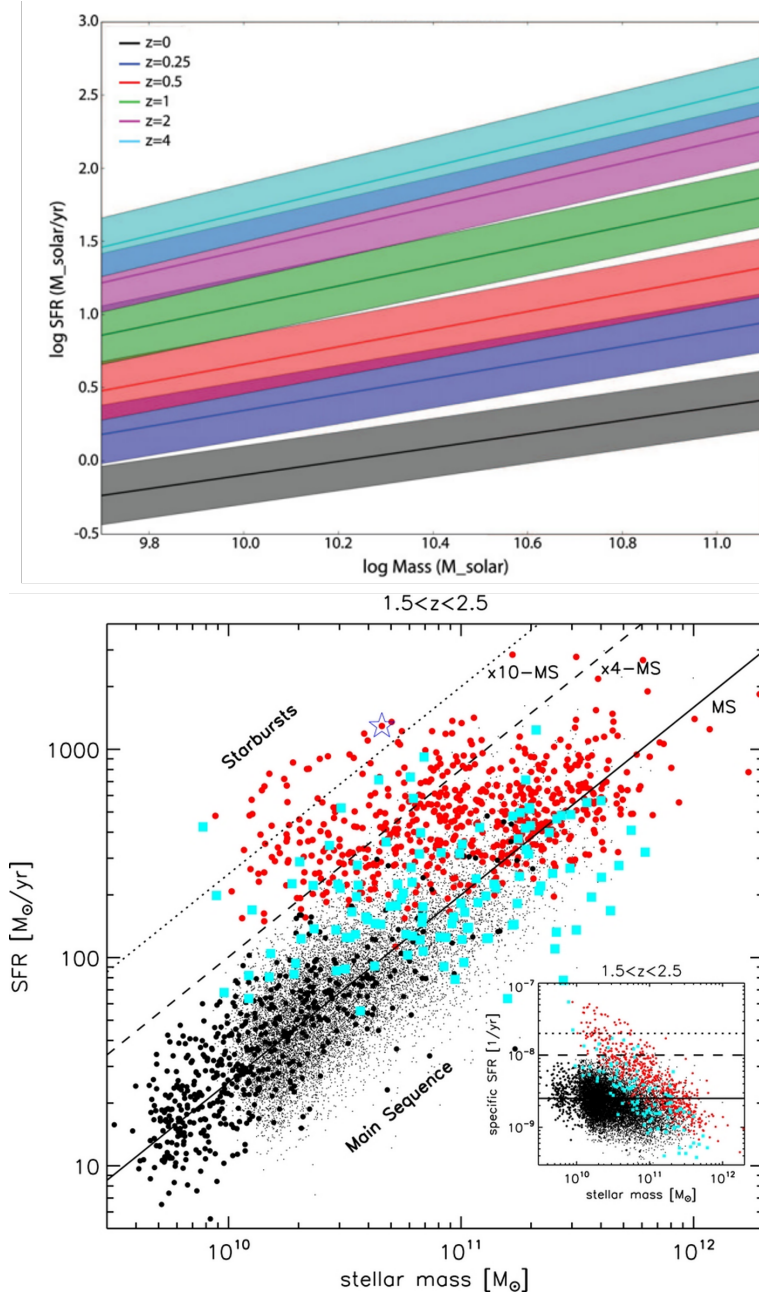 3.0
z=0
z=0.25
z=0.5
z=1
z=2
z=4
2.5
2.0
1.5
1.0
0.5
0.0
-0.5
log SFR (M_solar/yr)
9.8 10.0 10.2 10.4 10.6 10.8 11.0
log Mass (M_solar)
1.5<z<2.5
x10-MS
x4-MS
MS
Starbursts
1000
100
10
SFR [M☉/yr]
Main Sequence
1.5<z<2.5
10⁻⁷
10⁻⁸
10⁻⁹
specific SFR [1/yr]
10¹⁰ 10¹¹ 10¹²
stellar mass [M☉]
10¹⁰ 10¹¹ 10¹²
stellar mass [M☉]